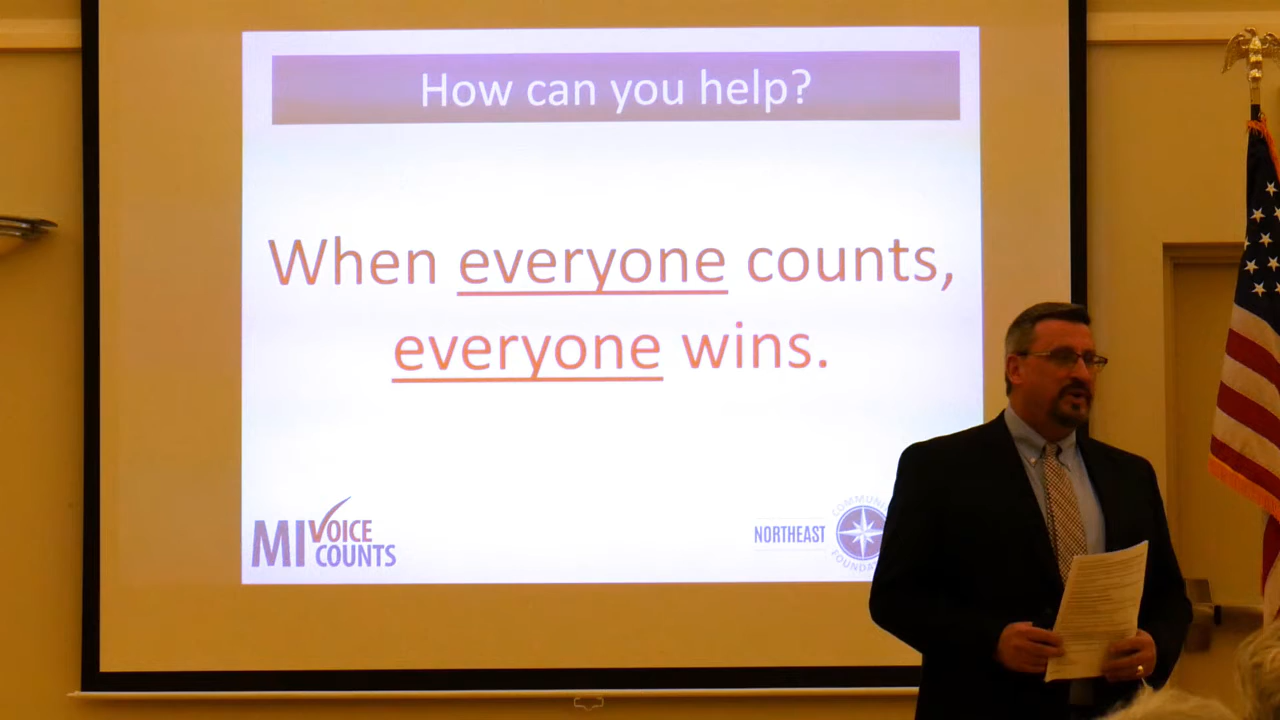 How can you help?
When everyone counts,
everyone wins.
MI VOICE
COUNTS
NORTHEAST